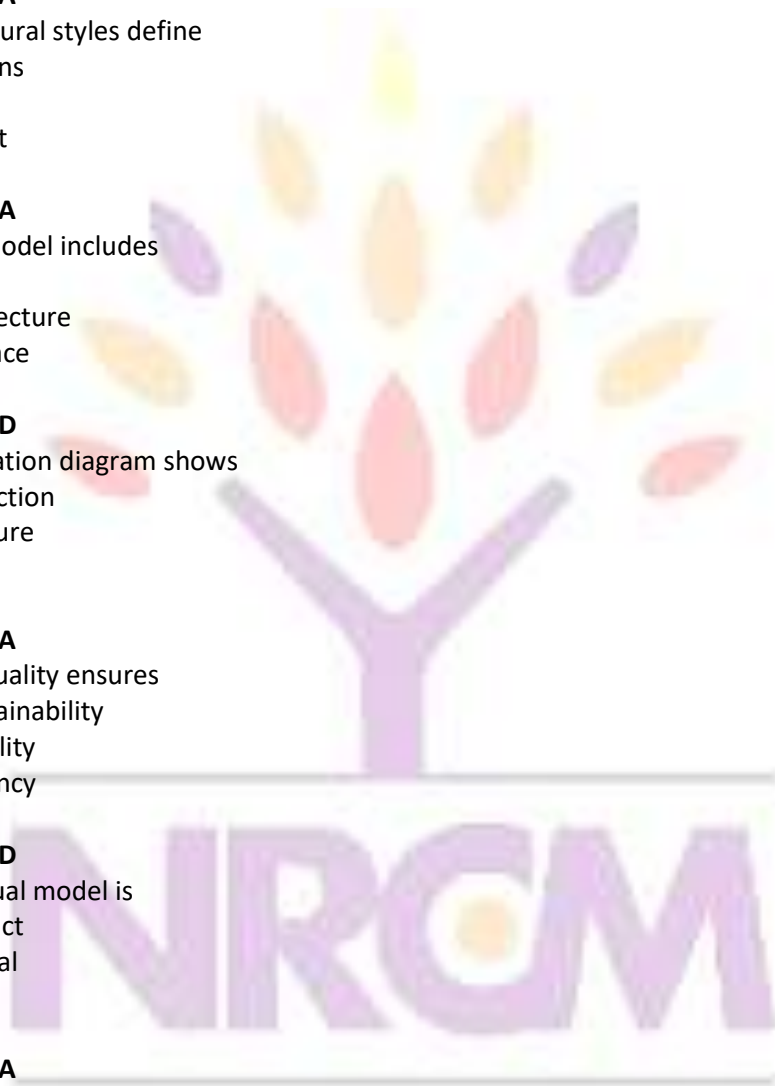 A
ural styles define
ns
t
A
odel includes
ecture
nce
D
ation diagram shows
ction
ure
A
uality ensures
ainability
lity
ncy
D
ual model is
ct
al
NRCM
A